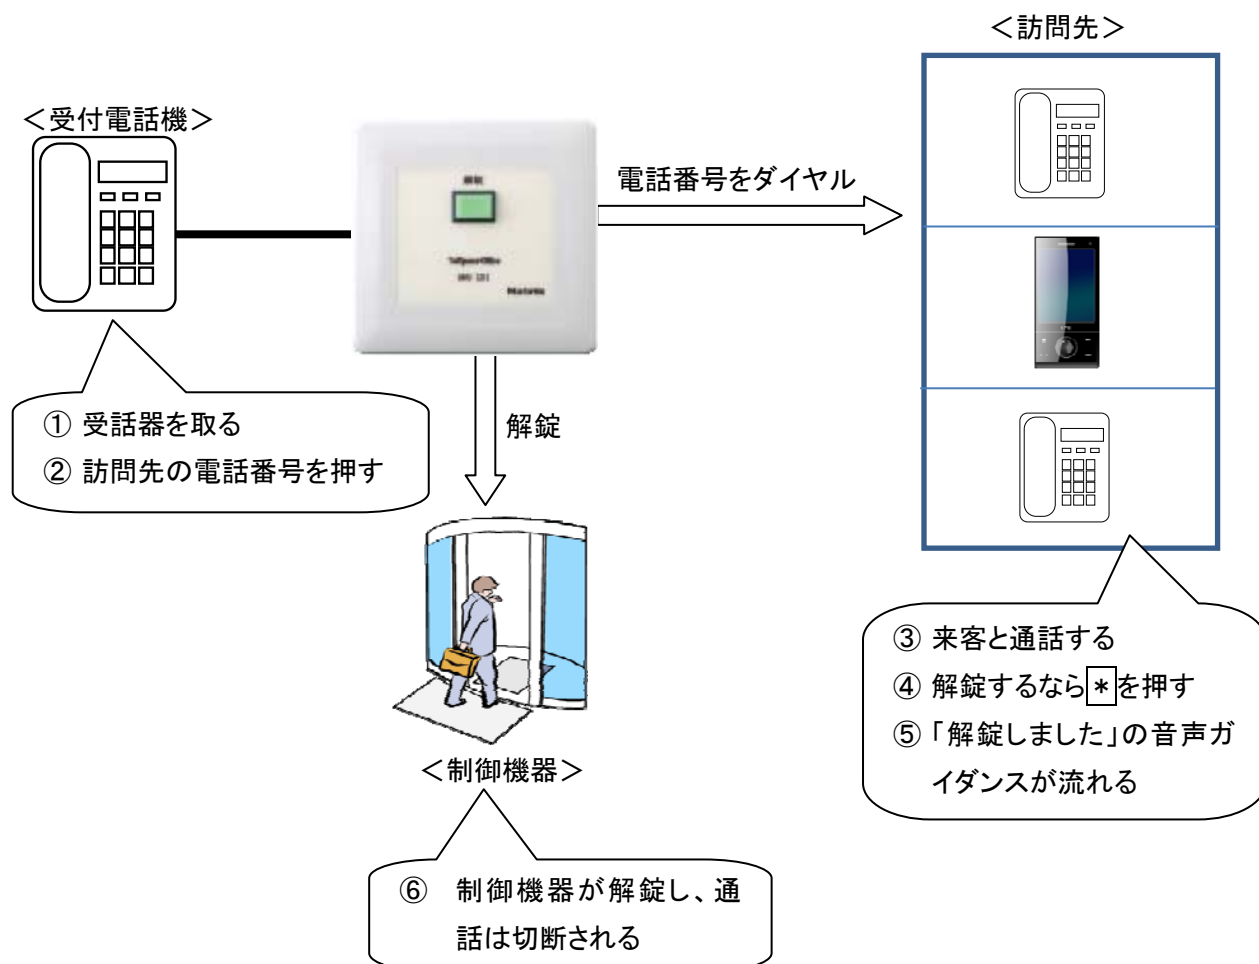 ＜訪問先＞
＜受付電話機＞
電話番号をダイヤル
① 受話器を取る
② 訪問先の電話番号を押す
解錠
③ 来客と通話する
④ 解錠するなら＊を押す
⑤ 「解錠しました」の音声ガ
イダンスが流れる
＜制御機器＞
⑥ 制御機器が解錠し、通
話は切断される